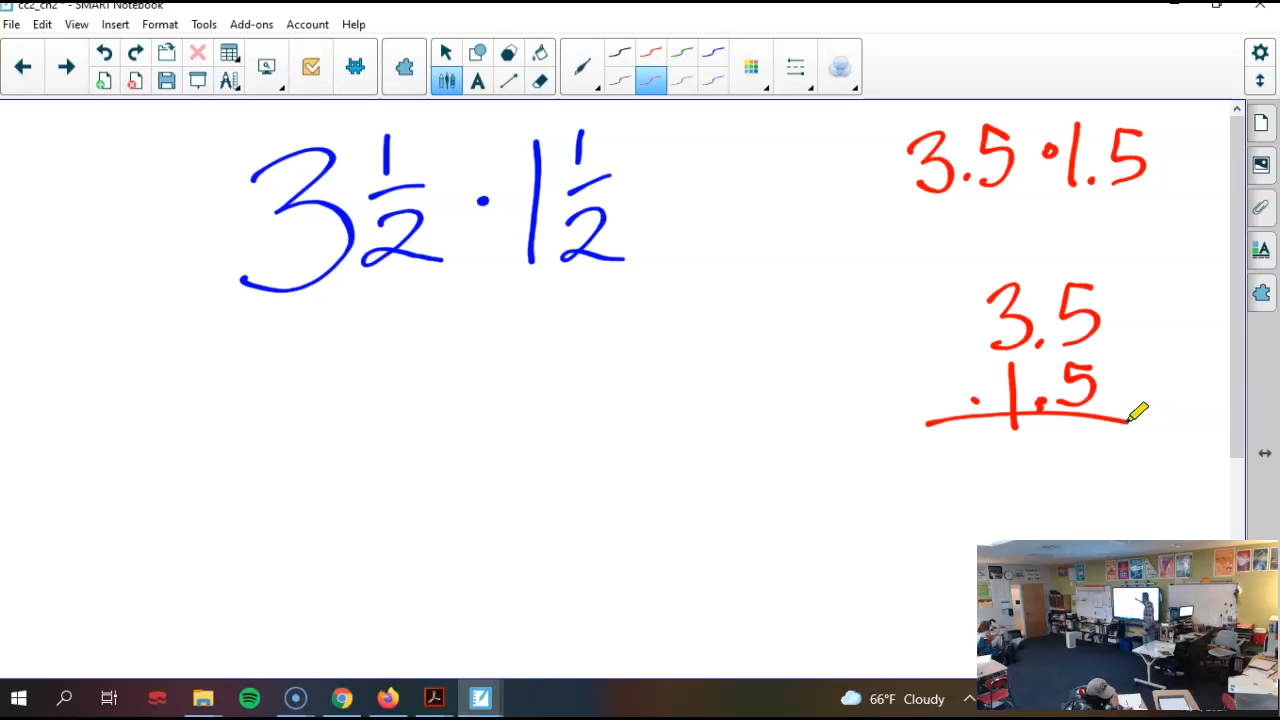 cc2_ch2 * - SMART Notebook
File Edit View Insert Format Tools Add-ons Account Help
3 1/2 · 1 1/2
3.5 · 1.5
3.5
· 1.5
66°F Cloudy